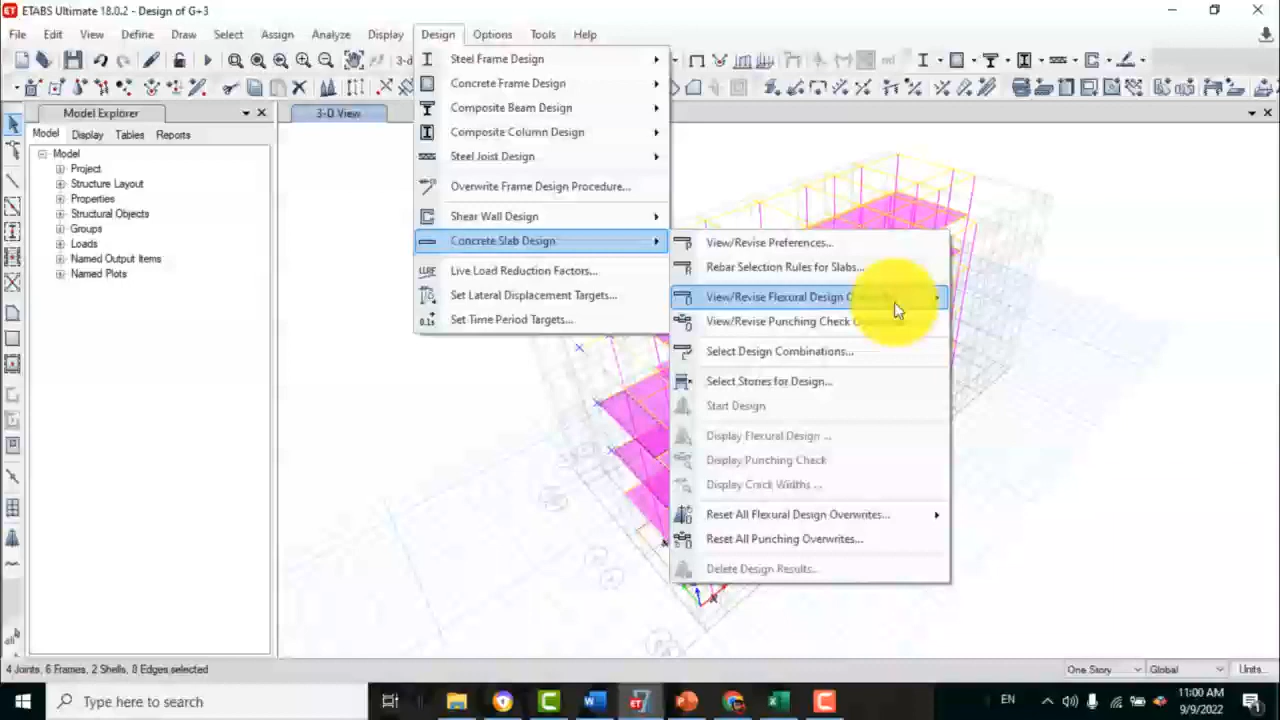 ETABS Ultimate 18.0.2 - Design of G+3
File Edit View Define Draw Select Assign Analyze Display Design Options Tools Help
3-d
Model Explorer
3-D View
Model Display Tables Reports
Model
Project
Structure Layout
Properties
Structural Objects
Groups
Loads
Named Output Items
Named Plots
Steel Frame Design
Concrete Frame Design
Composite Beam Design
Composite Column Design
Steel Joist Design
Overwrite Frame Design Procedure...
Shear Wall Design
Concrete Slab Design
Live Load Reduction Factors...
Set Lateral Displacement Targets...
Set Time Period Targets...
View/Revise Preferences...
Rebar Selection Rules for Slabs...
View/Revise Flexural Design
View/Revise Punching Check
Select Design Combinations...
Select Stories for Design...
Start Design
Display Flexural Design ...
Display Punching Check
Display Crack Widths ...
Reset All Flexural Design Overwrites...
Reset All Punching Overwrites...
Delete Design Results...
4 Joints, 6 Frames, 2 Shells, 8 Edges selected
One Story Global Units...
Type here to search
EN
11:00 AM
9/9/2022